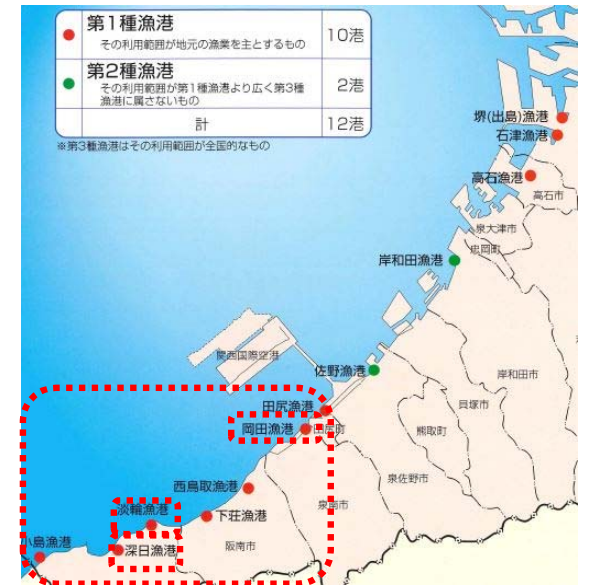 第1種漁港 10港
その利用範囲が地元の漁業を主とするもの
第2種漁港 2港
その利用範囲が第1種漁港より広く第3種
漁港に属さないもの
計 12港
※第3種漁港はその利用範囲が全国的なもの
堺(出島)漁港
石津漁港
高石漁港
高石市
泉大津市
忠岡町
岸和田漁港
関西国際空港
佐野漁港
岸和田市
田尻漁港
貝塚市
岡田漁港
田尻町
熊取町
泉佐野市
西鳥取漁港
泉南市
淡輪漁港
下荘漁港
小島漁港
深日漁港
阪南市